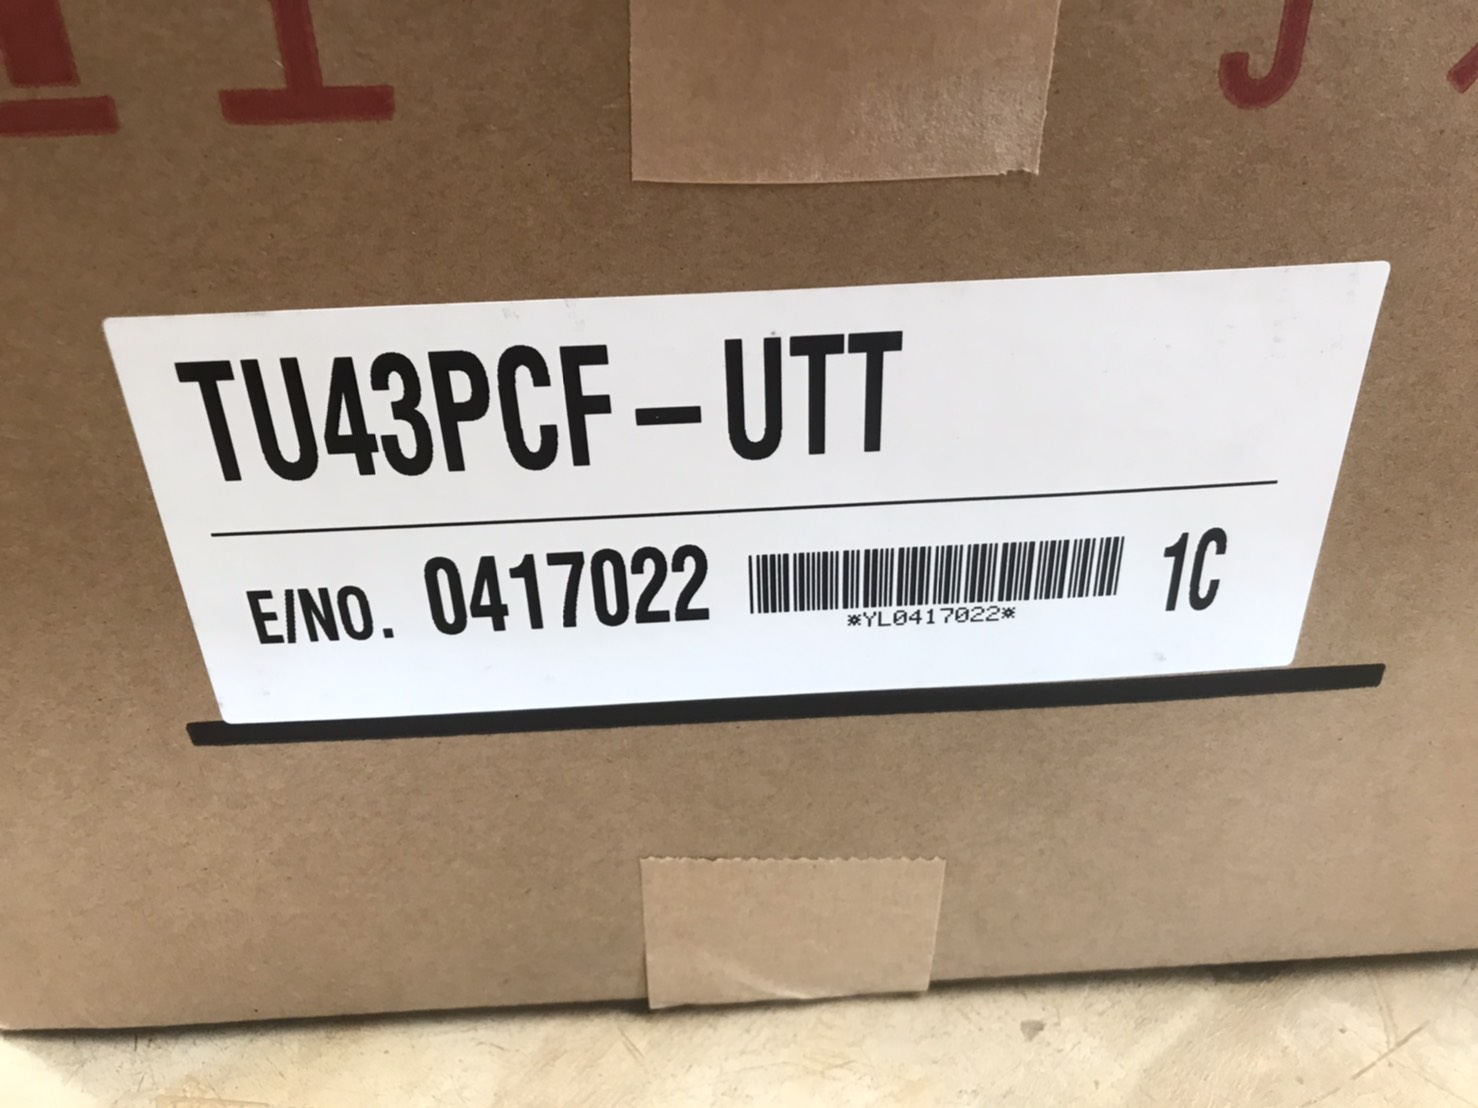 TU43PCF-UTT
E/NO. 0417022 1C
*YL0417022*